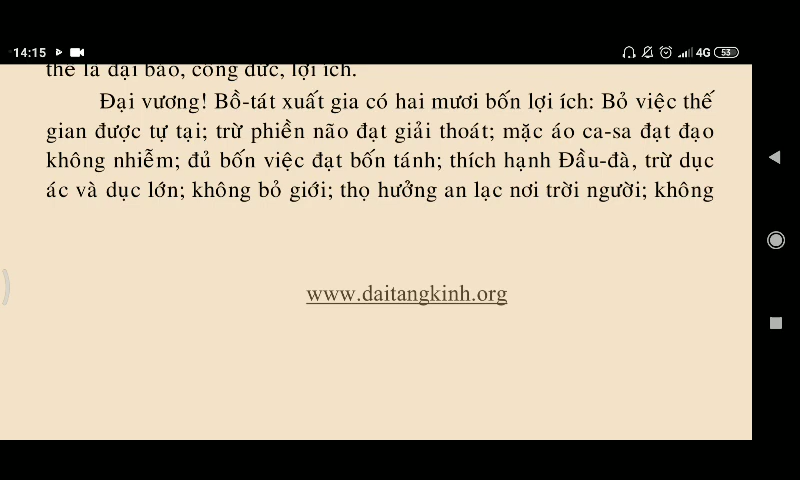 14:15
4G 53
thể là đại bảo, công đức, lợi ích.
Đại vương! Bồ-tát xuất gia có hai mươi bốn lợi ích: Bỏ việc thế
gian được tự tại; trừ phiền não đạt giải thoát; mặc áo ca-sa đạt đạo
không nhiễm; đủ bốn việc đạt bốn tánh; thích hạnh Đầu-đà, trừ dục
ác và dục lớn; không bỏ giới; thọ hưởng an lạc nơi trời người; không
www.daitangkinh.org